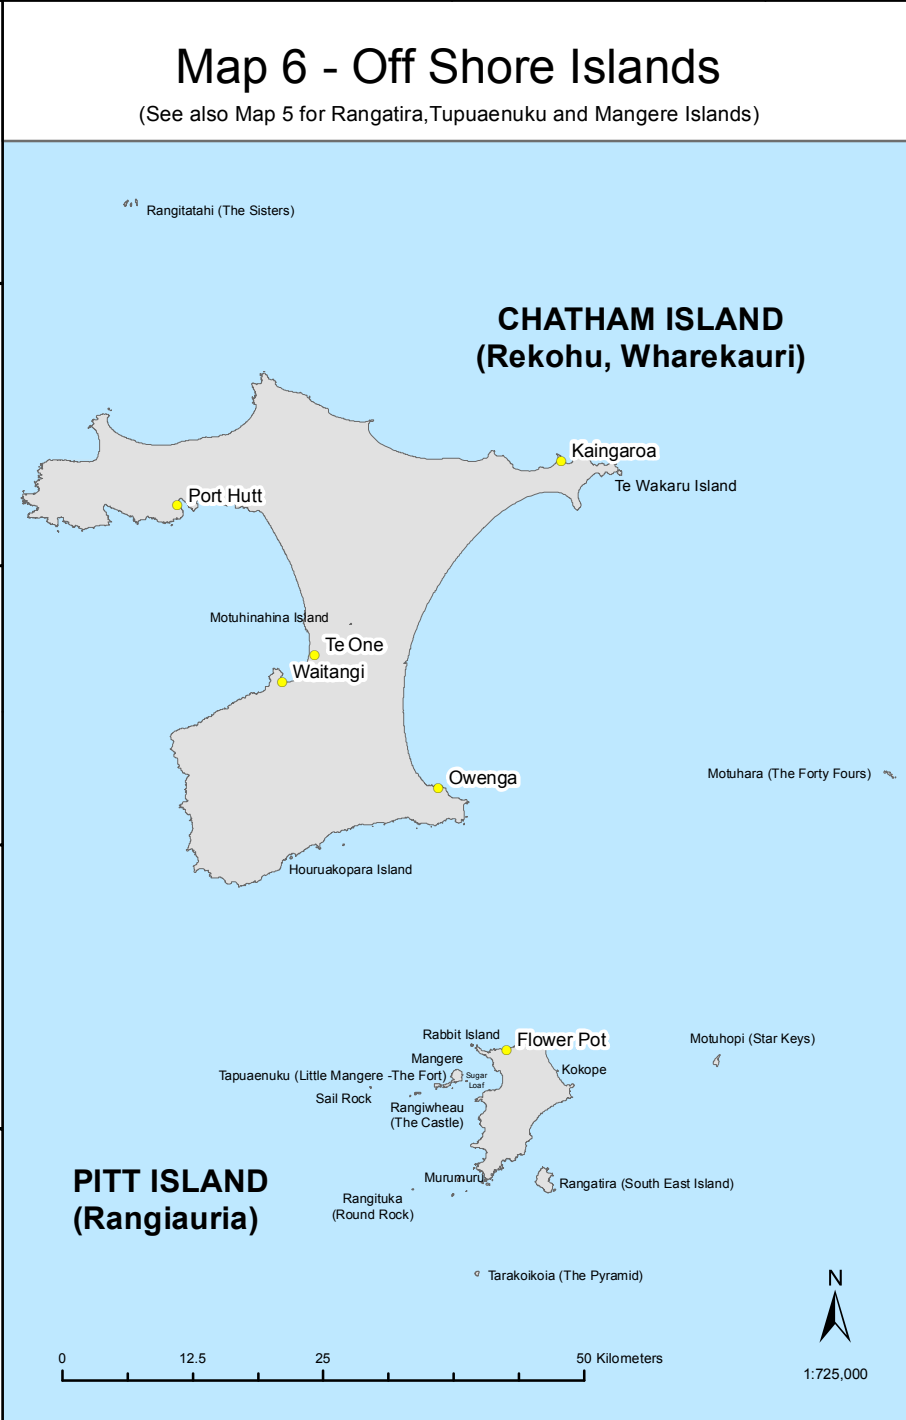 Map 6 - Off Shore Islands
(See also Map 5 for Rangatira,Tupuaenuku and Mangere Islands)
Rangitatahi (The Sisters)
CHATHAM ISLAND
(Rekohu, Wharekauri)
Kaingaroa
Te Wakaru Island
Port Hutt
Motuhinahina Island
Te One
Waitangi
Owenga
Motuhara (The Forty Fours)
Houruakopara Island
Rabbit Island
Flower Pot
Motuhopi (Star Keys)
Mangere
Kokope
Tapuaenuku (Little Mangere -The Fort)
Sugar
Loaf
Sail Rock
Rangiwheau
(The Castle)
PITT ISLAND
(Rangiauria)
Murumuru
Rangatira (South East Island)
Rangituka
(Round Rock)
Tarakoikoia (The Pyramid)
N
0 12.5 25 50 Kilometers
1:725,000